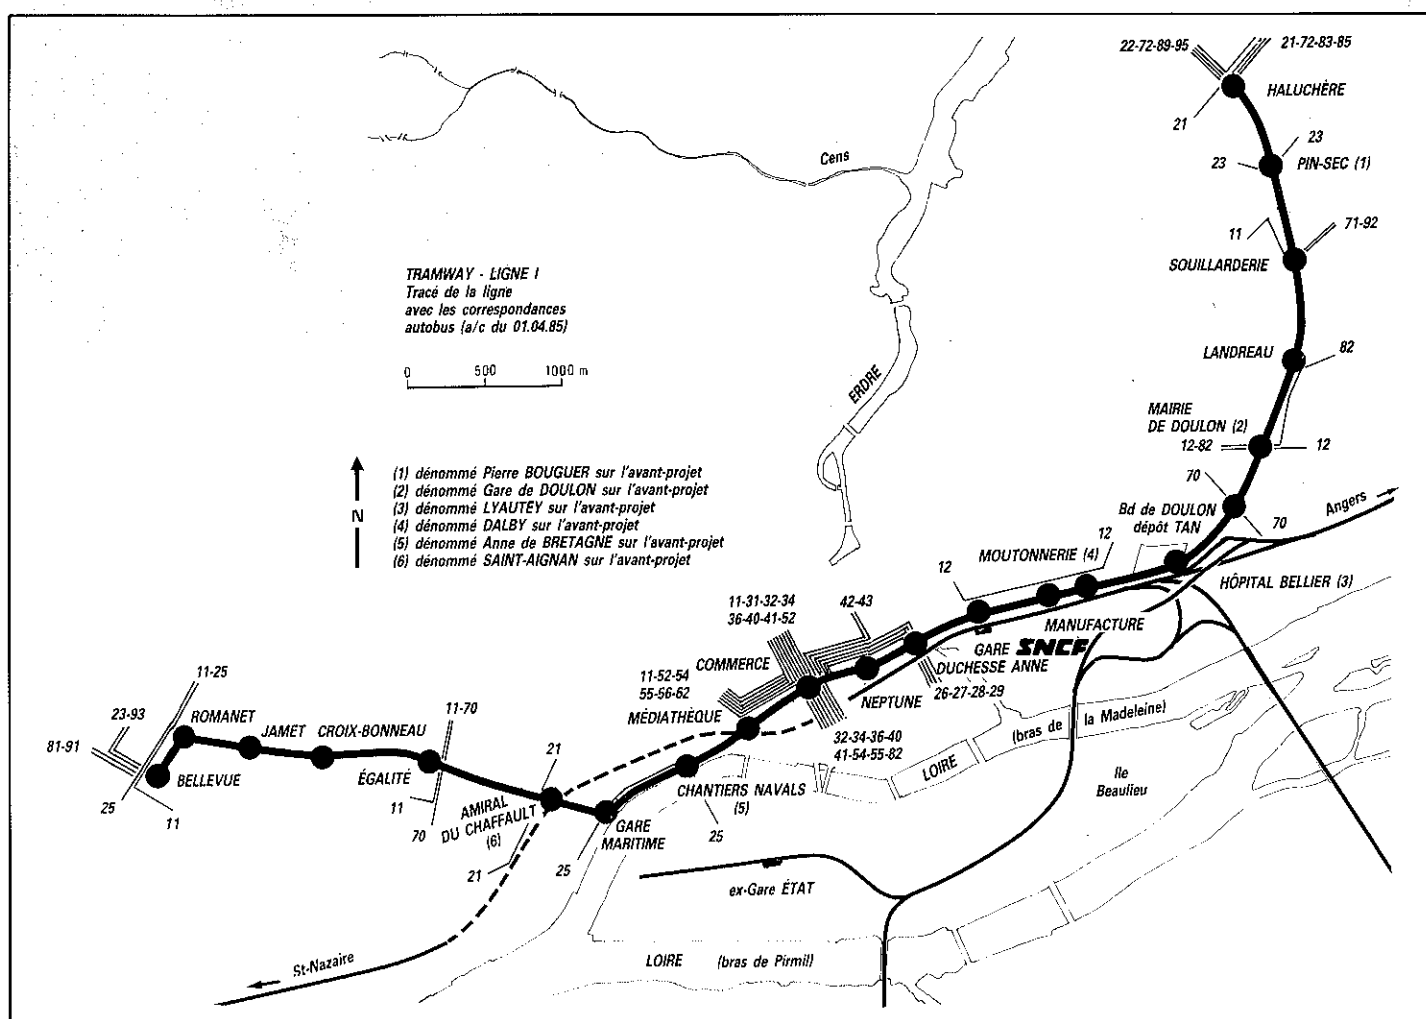 22-72-89-95
21-72-83-85
HALUCHÈRE
21
23
23
PIN-SEC (1)
Cens
11
71-92
SOUILLARDERIE
TRAMWAY - LIGNE I
Tracé de la ligne
avec les correspondances
autobus (a/c du 01.04.85)
0 500 1000 m
ERDRE
LANDREAU
82
MAIRIE
DE DOULON (2)
12-82
12
N
(1) dénommé Pierre BOUGUER sur l'avant-projet
(2) dénommé Gare de DOULON sur l'avant-projet
(3) dénommé LYAUTEY sur l'avant-projet
(4) dénommé DALBY sur l'avant-projet
(5) dénommé Anne de BRETAGNE sur l'avant-projet
(6) dénommé SAINT-AIGNAN sur l'avant-projet
70
Bd de DOULON
dépôt TAN
70
Angers
12
MOUTONNERIE (4)
12
HÔPITAL BELLIER (3)
11-31-32-34
36-40-41-52
42-43
MANUFACTURE
GARE SNCF
DUCHESSE ANNE
COMMERCE
11-52-54
55-56-62
26-27-28-29
NEPTUNE
MÉDIATHÈQUE
32-34-36-40
41-54-55-82
11-25
23-93
ROMANET
81-91
JAMET
CROIX-BONNEAU
11-70
BELLEVUE
ÉGALITÉ
25
11
11
70
21
AMIRAL
DU CHAFFAULT
(6)
21
CHANTIERS NAVALS
(5)
25
GARE
MARITIME
25
LOIRE
(bras de la Madeleine)
Ile
Beaulieu
ex-Gare ÉTAT
St-Nazaire
LOIRE (bras de Pirmil)